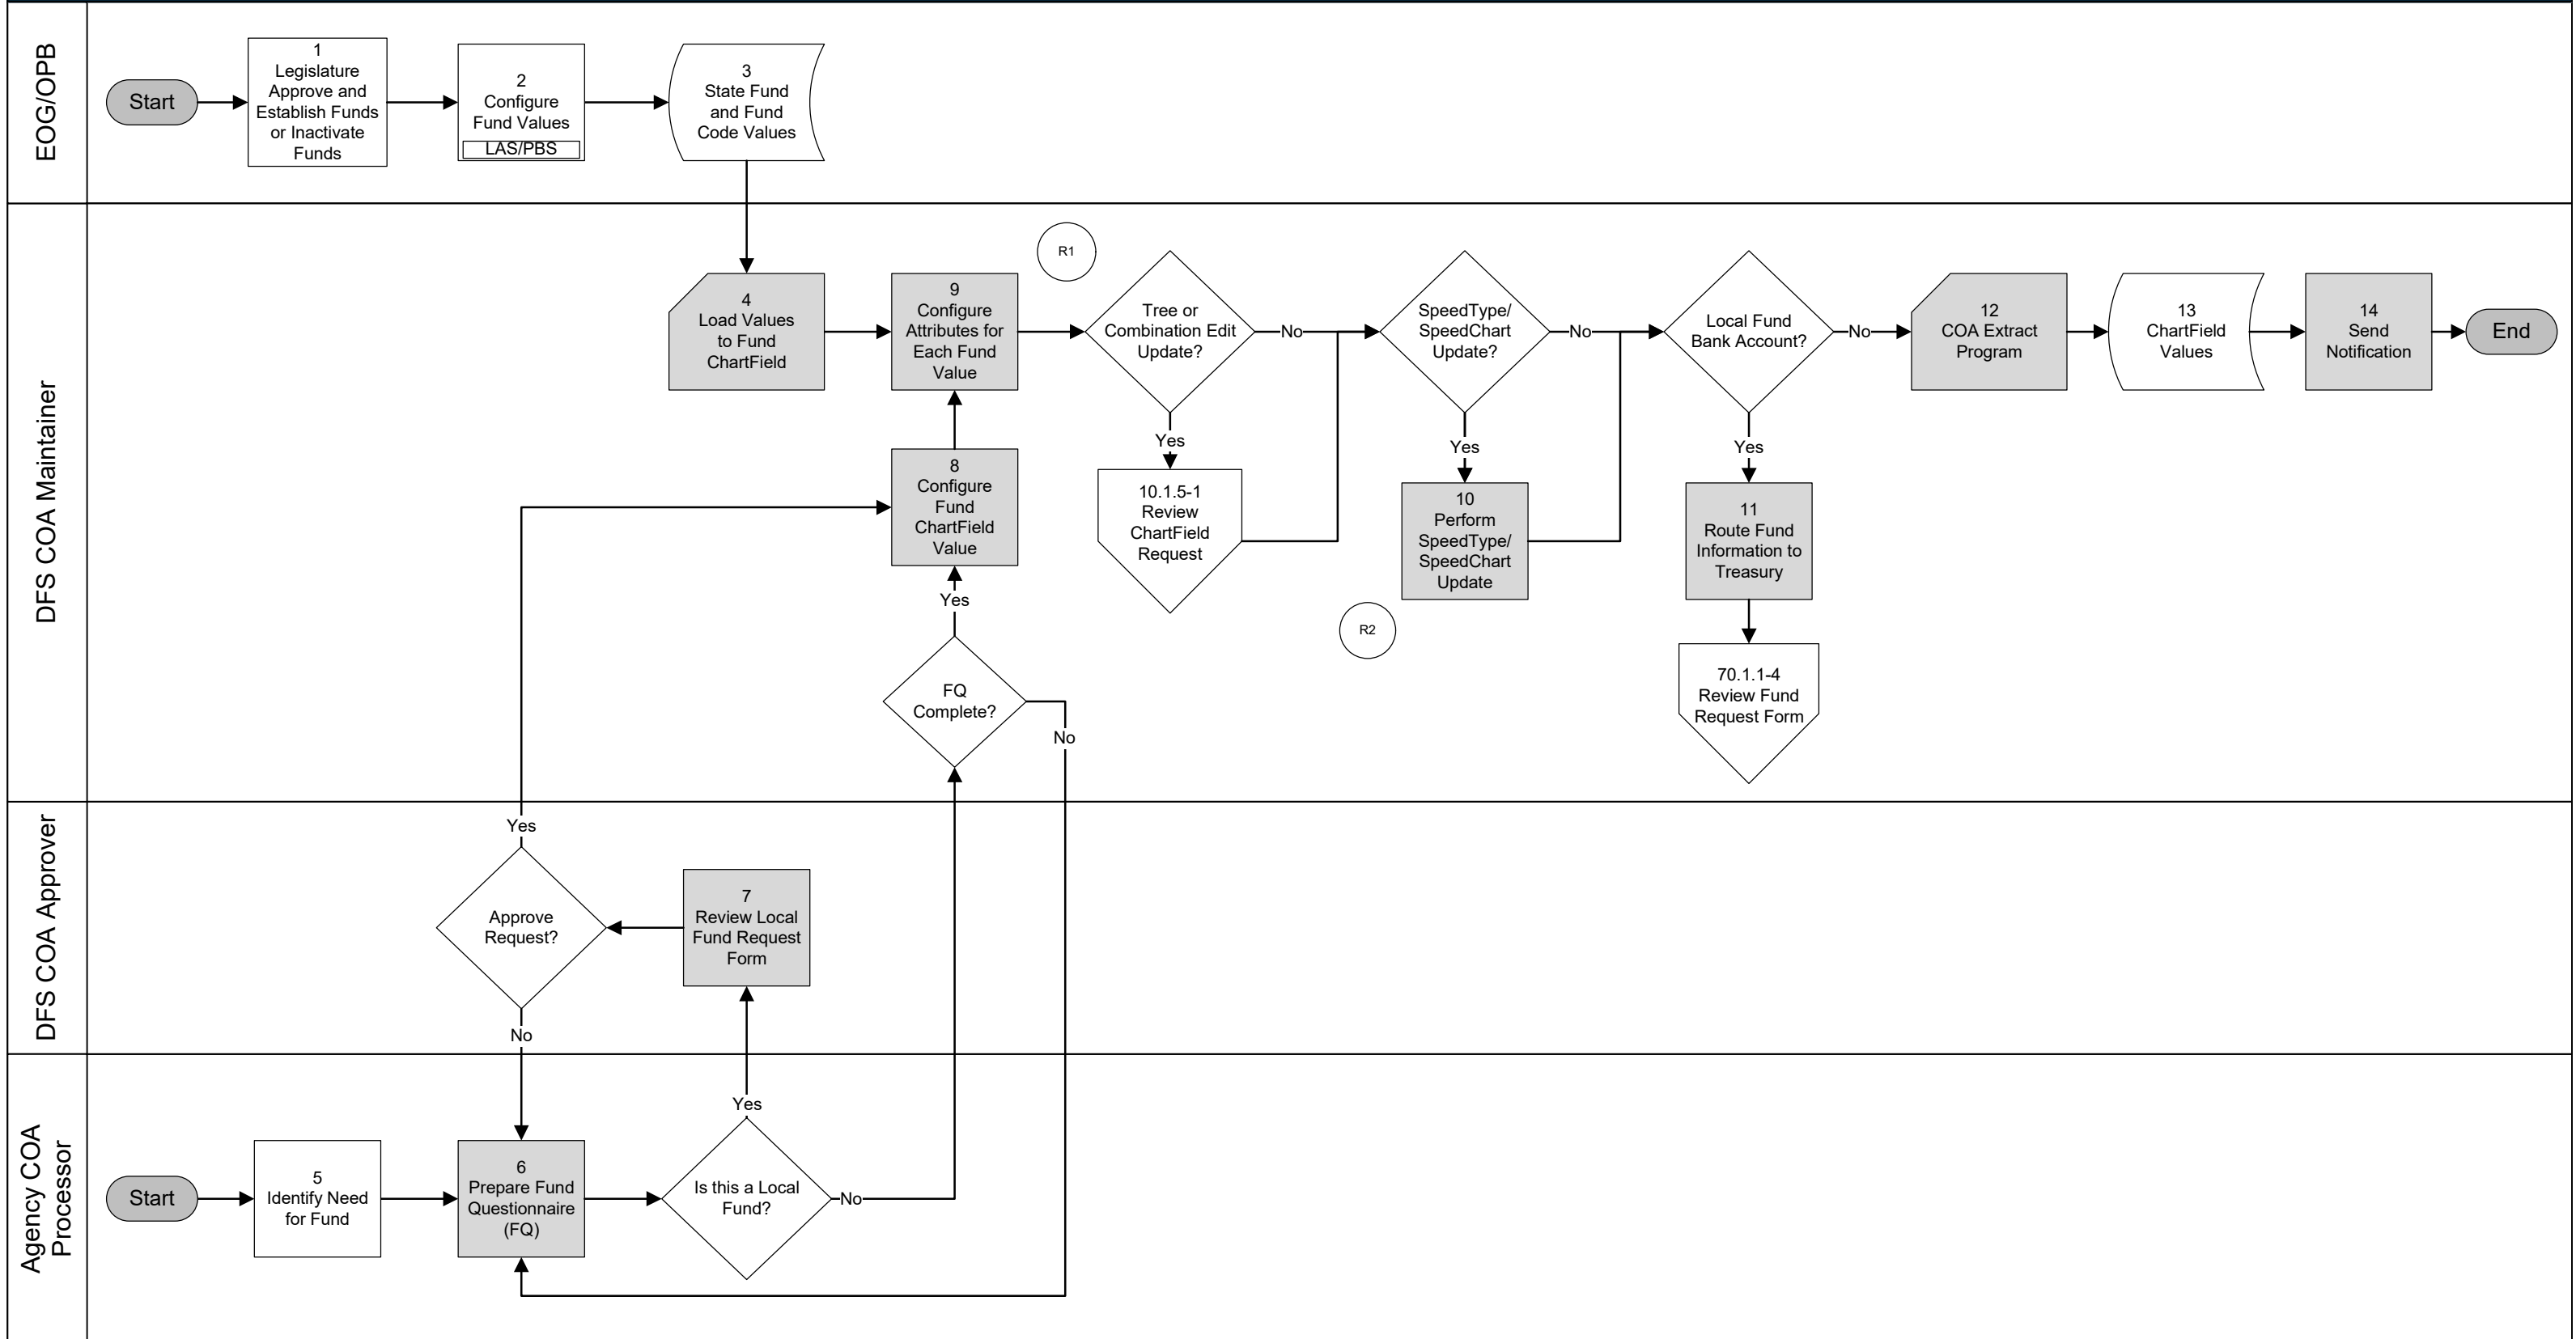 EOG/OPB
Start
1
Legislature
Approve and
Establish Funds
or Inactivate
Funds
2
Configure
Fund Values
LAS/PBS
3
State Fund
and Fund
Code Values
DFS COA Maintainer
4
Load Values
to Fund
ChartField
9
Configure
Attributes for
Each Fund
Value
R1
Tree or
Combination Edit
Update?
No
Yes
10.1.5-1
Review
ChartField
Request
SpeedType/
SpeedChart
Update?
No
Yes
10
Perform
SpeedType/
SpeedChart
Update
R2
Local Fund
Bank Account?
No
Yes
11
Route Fund
Information to
Treasury
70.1.1-4
Review Fund
Request Form
12
COA Extract
Program
13
ChartField
Values
14
Send
Notification
End
8
Configure
Fund
ChartField
Value
Yes
FQ
Complete?
No
DFS COA Approver
Yes
Approve
Request?
No
7
Review Local
Fund Request
Form
Agency COA
Processor
Start
5
Identify Need
for Fund
6
Prepare Fund
Questionnaire
(FQ)
Yes
Is this a Local
Fund?
No